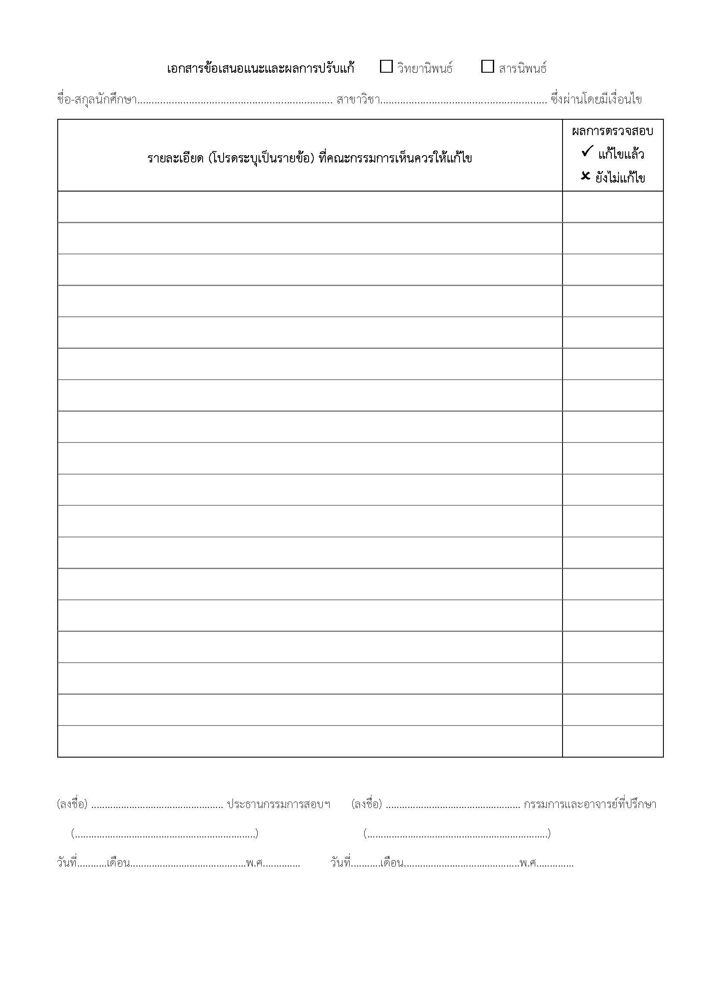 เอกสารข้อเสนอแนะและผลการปรับแก้ ☐ วิทยานิพนธ์ ☐ สารนิพนธ์
ชื่อ-สกุลนักศึกษา.................................................................... สาขาวิชา.......................................................... ซึ่งผ่านโดยมีเงื่อนไข
รายละเอียด (โปรดระบุเป็นรายข้อ) ที่คณะกรรมการเห็นควรให้แก้ไข
ผลการตรวจสอบ
✓ แก้ไขแล้ว
✘ ยังไม่แก้ไข
(ลงชื่อ) ................................................. ประธานกรรมการสอบฯ (ลงชื่อ) .................................................. กรรมการและอาจารย์ที่ปรึกษา
(...................................................................) (...................................................................)
วันที่...........เดือน...........................................พ.ศ.............. วันที่...........เดือน...........................................พ.ศ..............